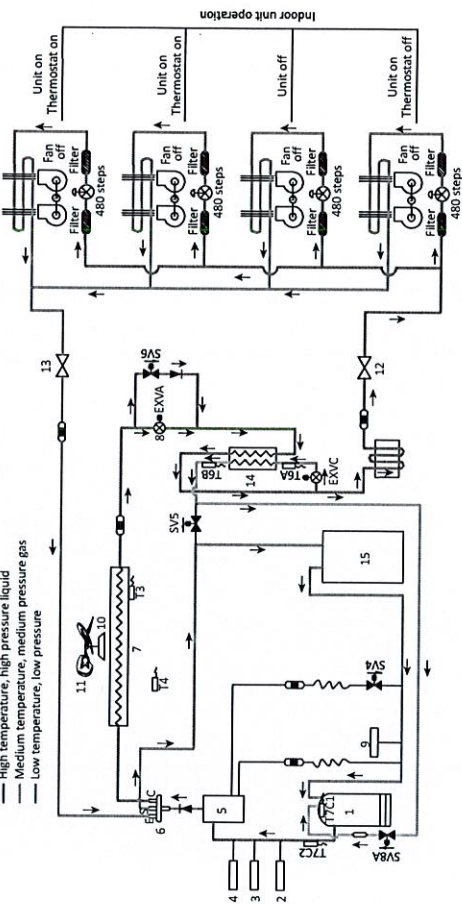 High temperature, high pressure liquid
Medium temperature, medium pressure gas
Low temperature, low pressure
Indoor unit operation
Unit on
Thermostat on
Unit on
Thermostat on
Unit off
Unit on
Thermostat off
Filter
Fan off
Filter
480 steps
Filter
Fan off
Filter
480 steps
Filter
Fan off
Filter
480 steps
Filter
Fan off
Filter
480 steps
13
11
10
7
T3
T4
8
EXVA
SV6
12
T6B
14
T6A
EXVC
SV5
15
6
E
S
C
5
4
3
2
T7C2
T7C1
1
SV8A
9
SV4